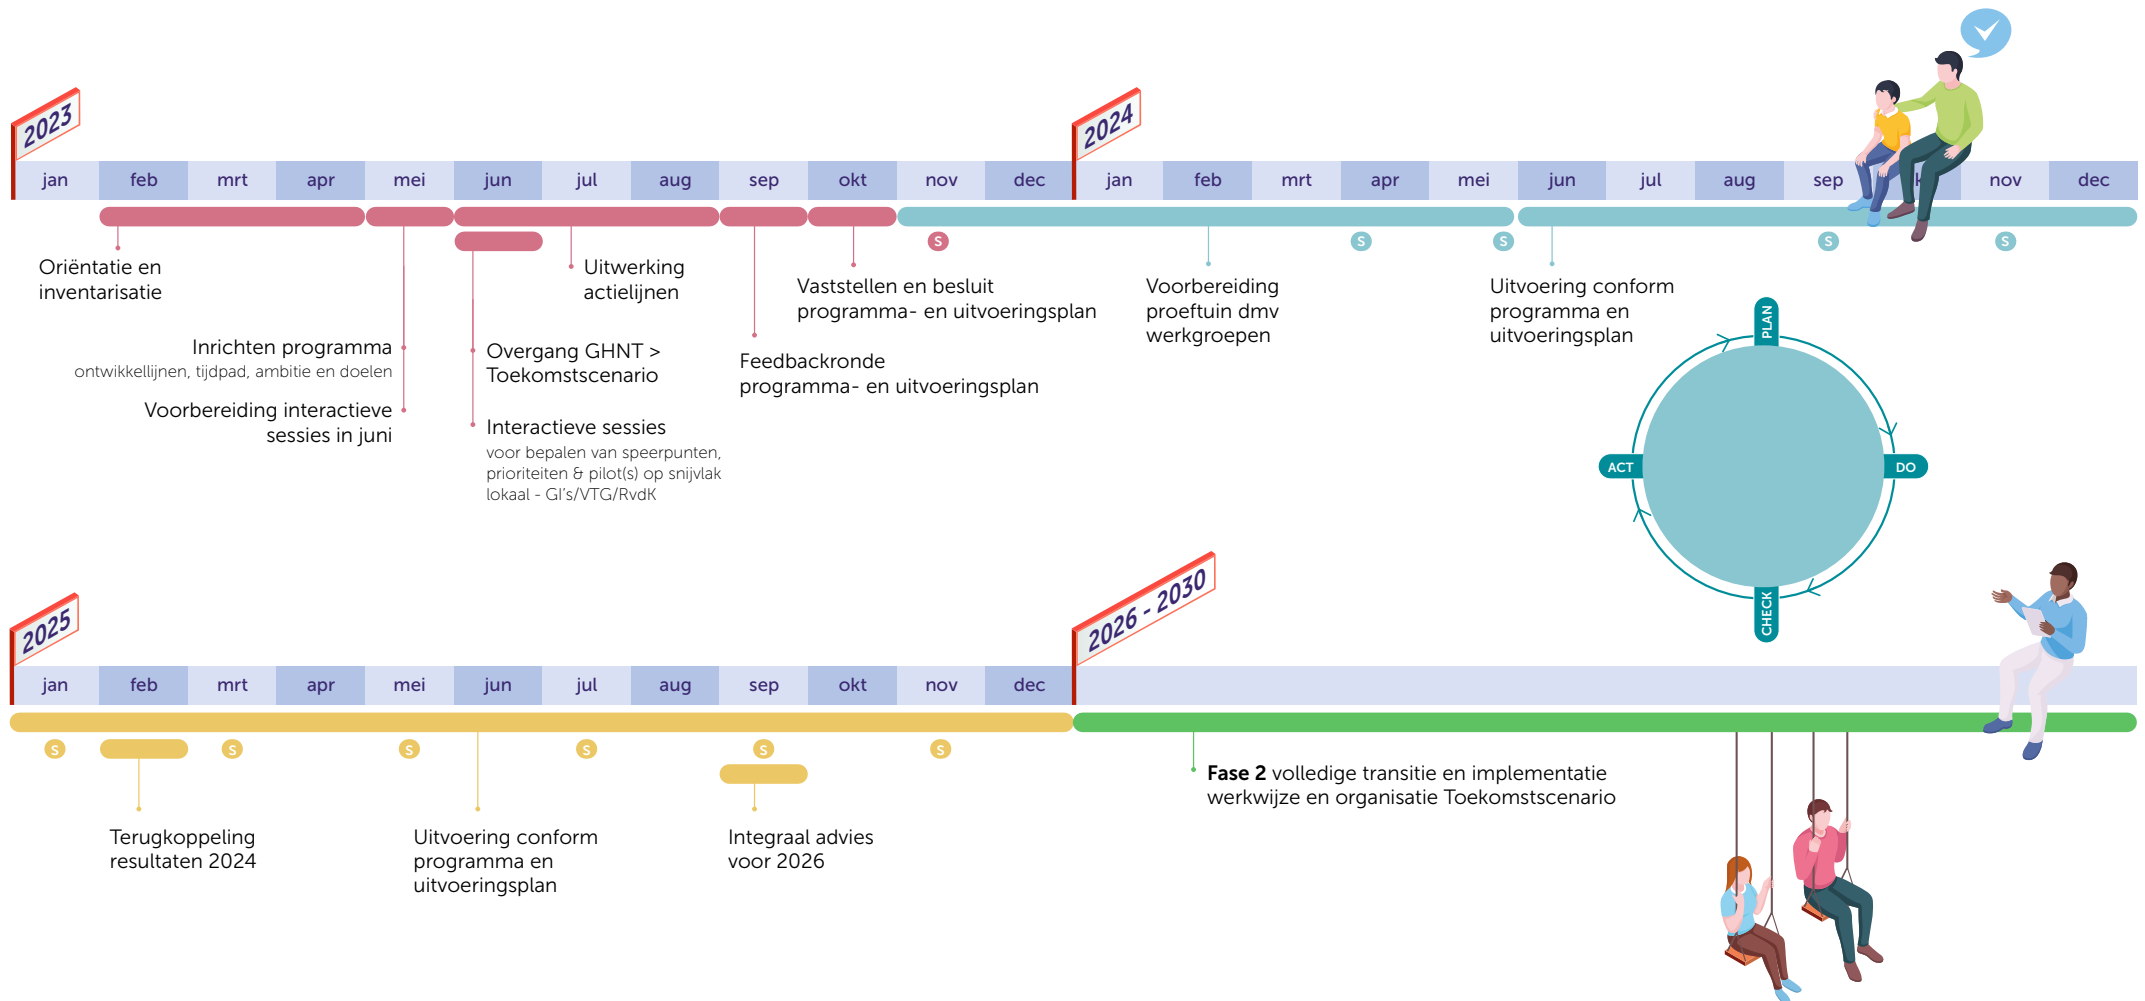 2023
2024
jan feb mrt apr mei jun jul aug sep okt nov dec jan feb mrt apr mei jun jul aug sep nov dec
S S S S S
Oriëntatie en
inventarisatie
Inrichten programma
ontwikkellijnen, tijdpad, ambitie en doelen
Voorbereiding interactieve
sessies in juni
Uitwerking
actielijnen
Overgang GHNT >
Toekomstscenario
Interactieve sessies
voor bepalen van speerpunten,
prioriteiten & pilot(s) op snijvlak
lokaal - GI's/VTG/RvdK
Vaststellen en besluit
programma- en uitvoeringsplan
Feedbackronde
programma- en uitvoeringsplan
Voorbereiding
proeftuin dmv
werkgroepen
Uitvoering conform
programma en
uitvoeringsplan
PLAN
DO
CHECK
ACT
2025
2026 - 2030
jan feb mrt apr mei jun jul aug sep okt nov dec
S S S S S S
Terugkoppeling
resultaten 2024
Uitvoering conform
programma en
uitvoeringsplan
Integraal advies
voor 2026
Fase 2 volledige transitie en implementatie
werkwijze en organisatie Toekomstscenario